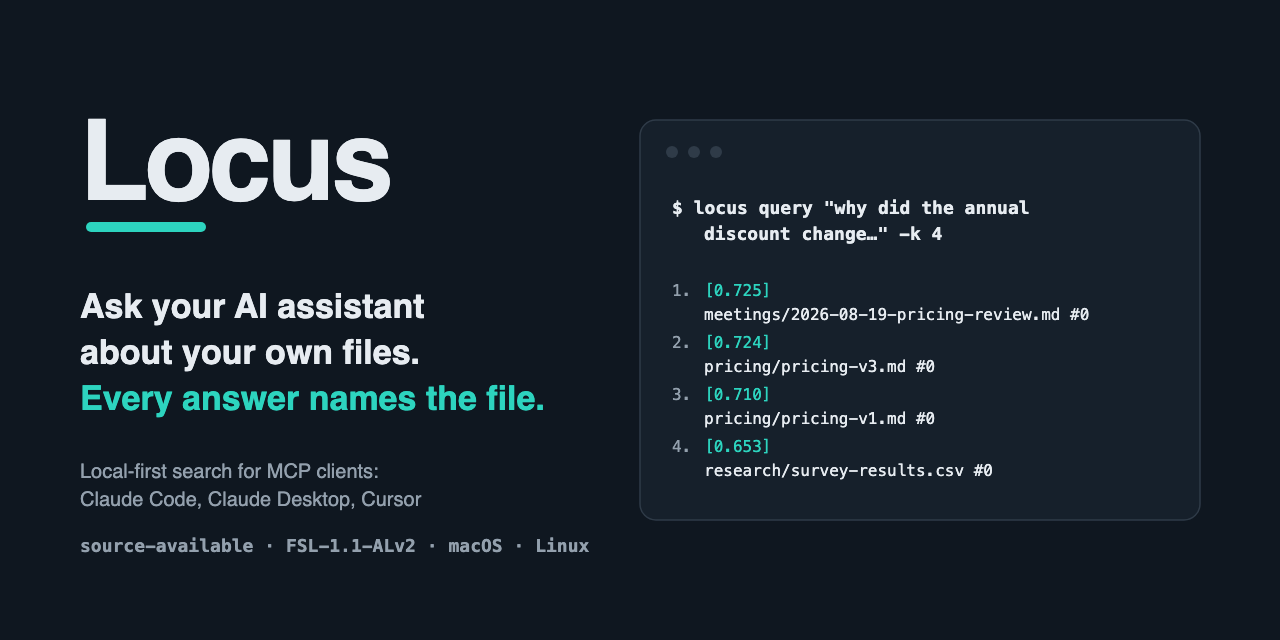 Locus
Ask your AI assistant
about your own files.
Every answer names the file.
Local-first search for MCP clients:
Claude Code, Claude Desktop, Cursor
source-available · FSL-1.1-ALv2 · macOS · Linux
$ locus query "why did the annual
discount change…" -k 4
1. [0.725]
meetings/2026-08-19-pricing-review.md #0
2. [0.724]
pricing/pricing-v3.md #0
3. [0.710]
pricing/pricing-v1.md #0
4. [0.653]
research/survey-results.csv #0